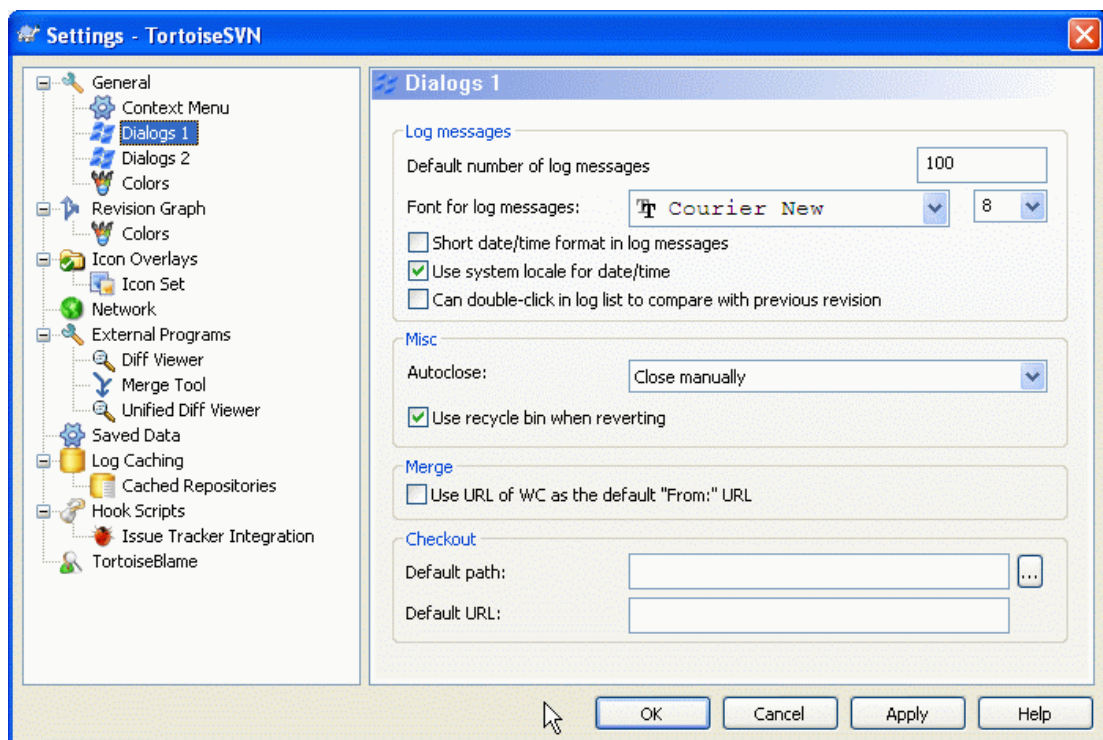 Settings - TortoiseSVN
General
Context Menu
Dialogs 1
Dialogs 2
Colors
Revision Graph
Colors
Icon Overlays
Icon Set
Network
External Programs
Diff Viewer
Merge Tool
Unified Diff Viewer
Saved Data
Log Caching
Cached Repositories
Hook Scripts
Issue Tracker Integration
TortoiseBlame
Dialogs 1
Log messages
Default number of log messages 100
Font for log messages: Courier New 8
Short date/time format in log messages
Use system locale for date/time
Can double-click in log list to compare with previous revision
Misc
Autoclose: Close manually
Use recycle bin when reverting
Merge
Use URL of WC as the default "From:" URL
Checkout
Default path: ...
Default URL:
OK Cancel Apply Help